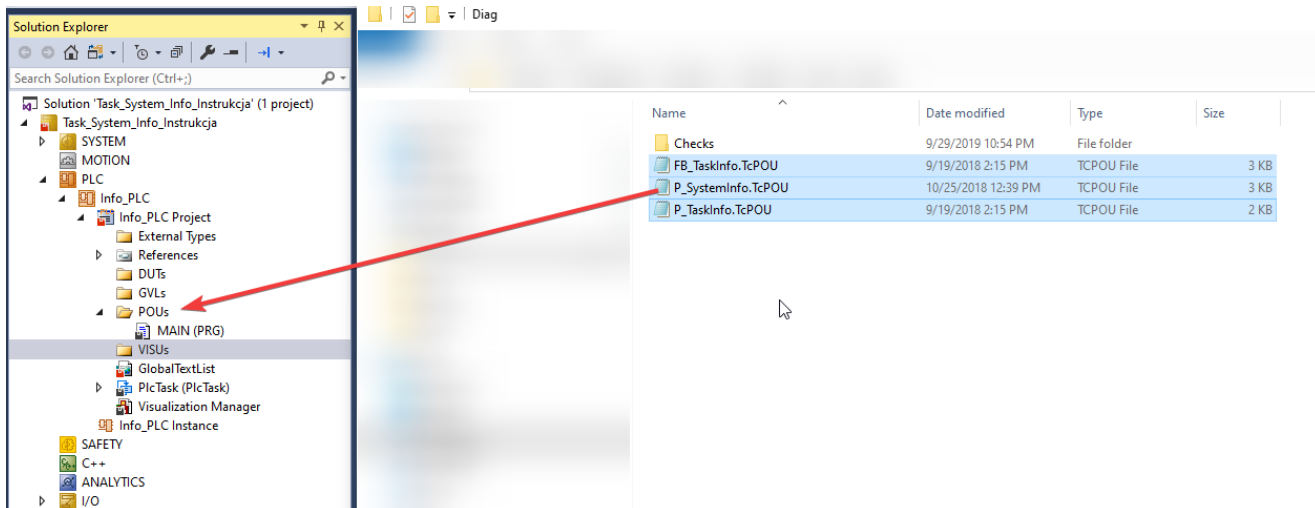 Solution Explorer
Search Solution Explorer (Ctrl+;)
Solution 'Task_System_Info_Instrukcja' (1 project)
Task_System_Info_Instrukcja
SYSTEM
MOTION
PLC
Info_PLC
Info_PLC Project
External Types
References
DUTs
GVLs
POUs
MAIN (PRG)
VISUs
GlobalTextList
PlcTask (PlcTask)
Visualization Manager
Info_PLC Instance
SAFETY
C++
ANALYTICS
I/O
Diag
Name Date modified Type Size
Checks 9/29/2019 10:54 PM File folder
FB_TaskInfo.TcPOU 9/19/2018 2:15 PM TCPOU File 3 KB
P_SystemInfo.TcPOU 10/25/2018 12:39 PM TCPOU File 3 KB
P_TaskInfo.TcPOU 9/19/2018 2:15 PM TCPOU File 2 KB